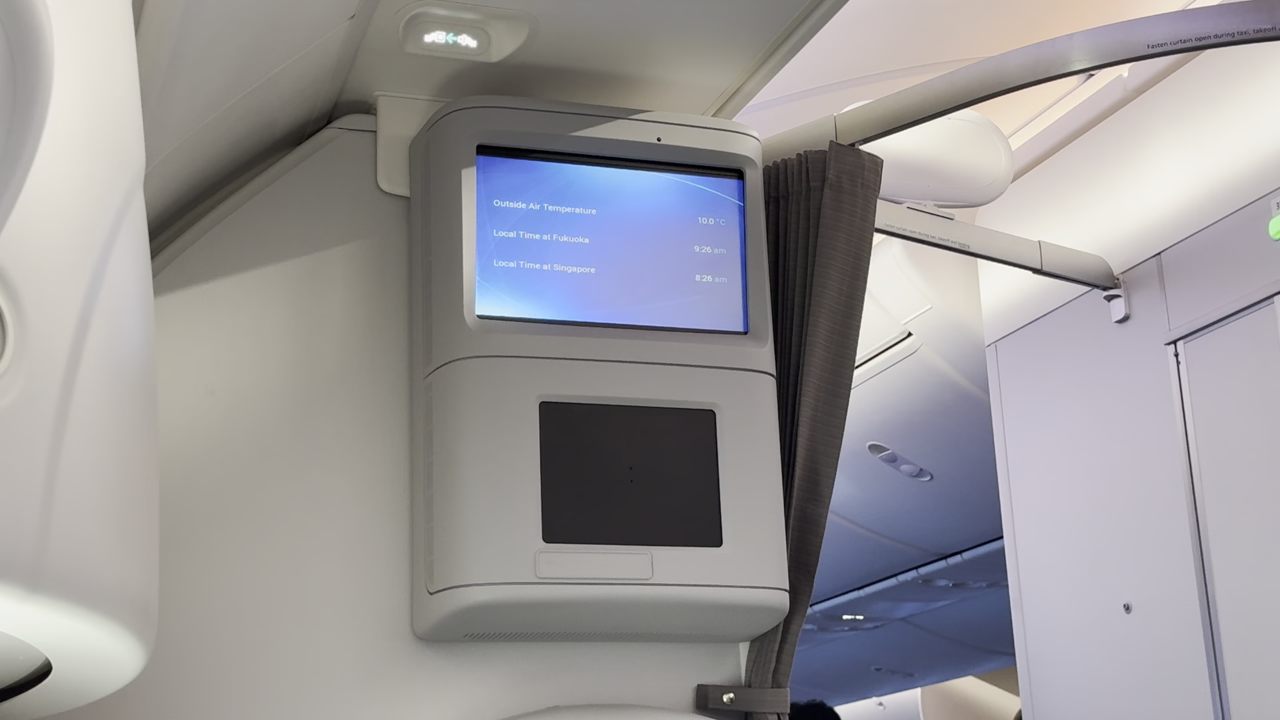 Fasten curtain open during taxi, takeoff
Outside Air Temperature 10.0 °C
Local Time at Fukuoka 9:26 am
Local Time at Singapore 8:26 am